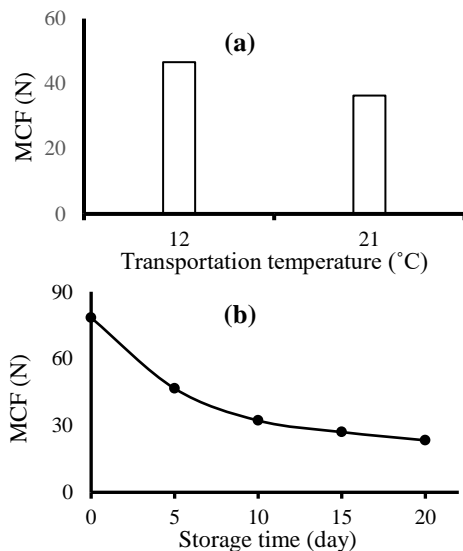 (a)
60
40
20
0
MCF (N)
12 21
Transportation temperature (˚C)
(b)
90
60
30
0
MCF (N)
0 5 10 15 20
Storage time (day)